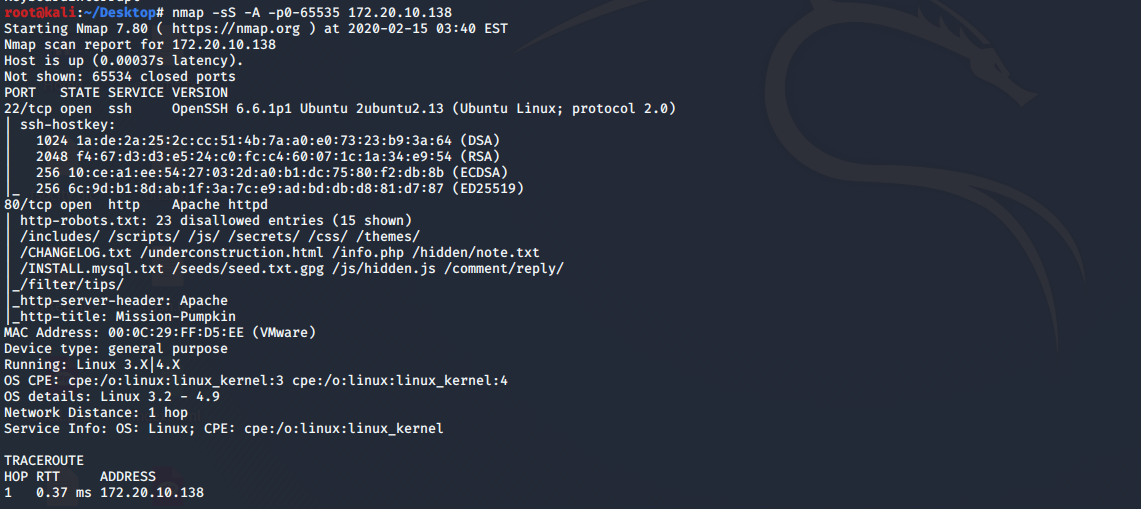 root@kali:~/Desktop# nmap -sS -A -p0-65535 172.20.10.138
Starting Nmap 7.80 ( https://nmap.org ) at 2020-02-15 03:40 EST
Nmap scan report for 172.20.10.138
Host is up (0.00037s latency).
Not shown: 65534 closed ports
PORT   STATE SERVICE VERSION
22/tcp open  ssh     OpenSSH 6.6.1p1 Ubuntu 2ubuntu2.13 (Ubuntu Linux; protocol 2.0)
| ssh-hostkey:
|   1024 1a:de:2a:25:2c:cc:51:4b:7a:a0:e0:73:23:b9:3a:64 (DSA)
|   2048 f4:67:d3:d3:e5:24:c0:fc:c4:60:07:1c:1a:34:e9:54 (RSA)
|   256 10:ce:a1:ee:54:27:03:2d:a0:b1:dc:75:80:f2:db:8b (ECDSA)
|_  256 6c:9d:b1:8d:ab:1f:3a:7c:e9:ad:bd:db:d8:81:d7:87 (ED25519)
80/tcp open  http    Apache httpd
| http-robots.txt: 23 disallowed entries (15 shown)
| /includes/ /scripts/ /js/ /secrets/ /css/ /themes/
| /CHANGELOG.txt /underconstruction.html /info.php /hidden/note.txt
| /INSTALL.mysql.txt /seeds/seed.txt.gpg /js/hidden.js /comment/reply/
|_/filter/tips/
|_http-server-header: Apache
|_http-title: Mission-Pumpkin
MAC Address: 00:0C:29:FF:D5:EE (VMware)
Device type: general purpose
Running: Linux 3.X|4.X
OS CPE: cpe:/o:linux:linux_kernel:3 cpe:/o:linux:linux_kernel:4
OS details: Linux 3.2 - 4.9
Network Distance: 1 hop
Service Info: OS: Linux; CPE: cpe:/o:linux:linux_kernel
TRACEROUTE
HOP RTT     ADDRESS
1   0.37 ms 172.20.10.138